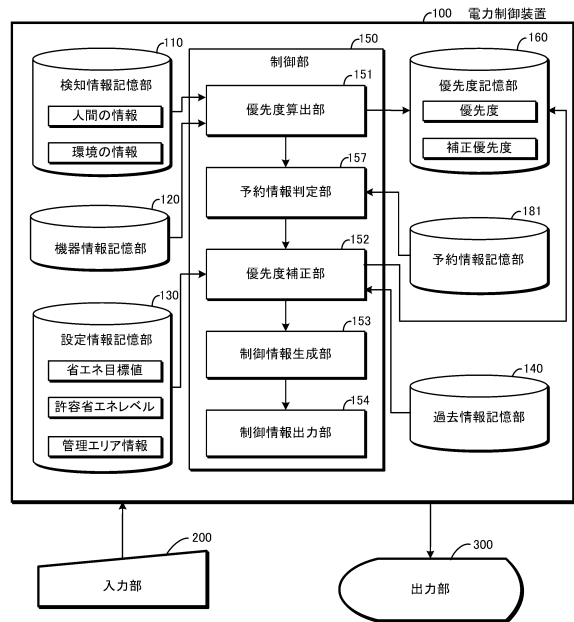 100 電力制御装置
110
検知情報記憶部
人間の情報
環境の情報
120
機器情報記憶部
130
設定情報記憶部
省エネ目標値
許容省エネレベル
管理エリア情報
150
制御部
151
優先度算出部
157
予約情報判定部
152
優先度補正部
153
制御情報生成部
154
制御情報出力部
160
優先度記憶部
優先度
補正優先度
181
予約情報記憶部
140
過去情報記憶部
200
入力部
300
出力部